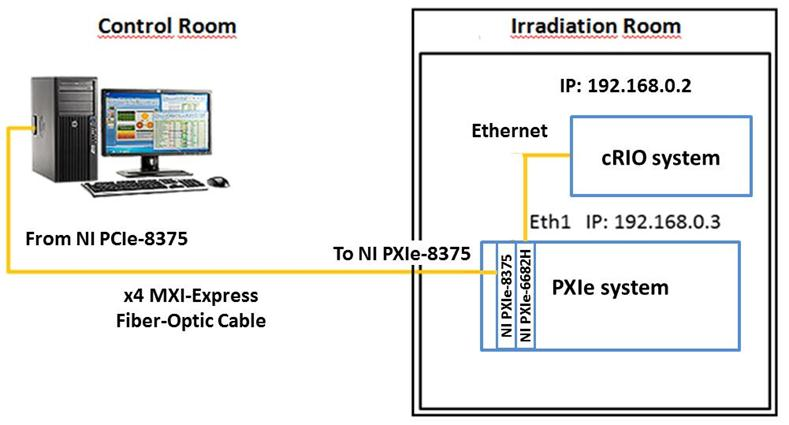 Control Room
Irradiation Room
IP: 192.168.0.2
Ethernet
cRIO system
Eth1 IP: 192.168.0.3
From NI PCIe-8375
To NI PXIe-8375
NI PXIe-8375
NI PXIe-6682H
PXIe system
x4 MXI-Express
Fiber-Optic Cable